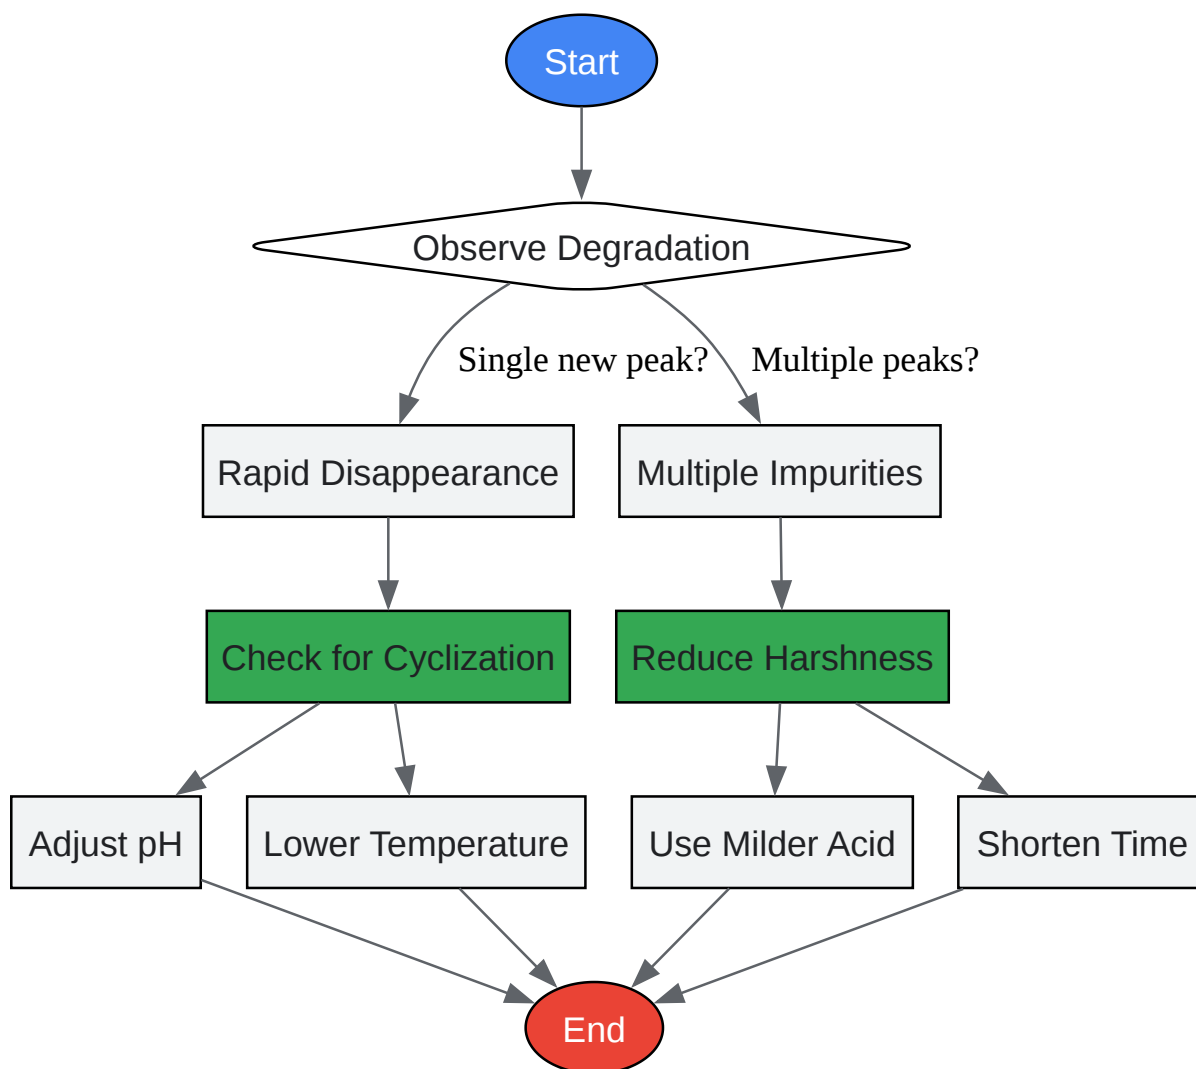 Start
Observe Degradation
Single new peak?
Multiple peaks?
Rapid Disappearance
Multiple Impurities
Check for Cyclization
Reduce Harshness
Adjust pH
Lower Temperature
Use Milder Acid
Shorten Time
End